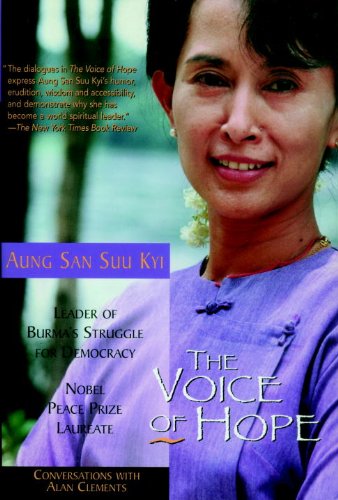 "The dialogues in The Voice of Hope
express Aung San Suu Kyi's humor,
erudition, wisdom and accessibility,
and demonstrate why she has
become a world spiritual leader."
—The New York Times Book Review
AUNG SAN SUU KYI
LEADER OF
BURMA'S STRUGGLE
FOR DEMOCRACY
NOBEL
PEACE PRIZE
LAUREATE
THE
VOICE
OF HOPE
CONVERSATIONS WITH
ALAN CLEMENTS